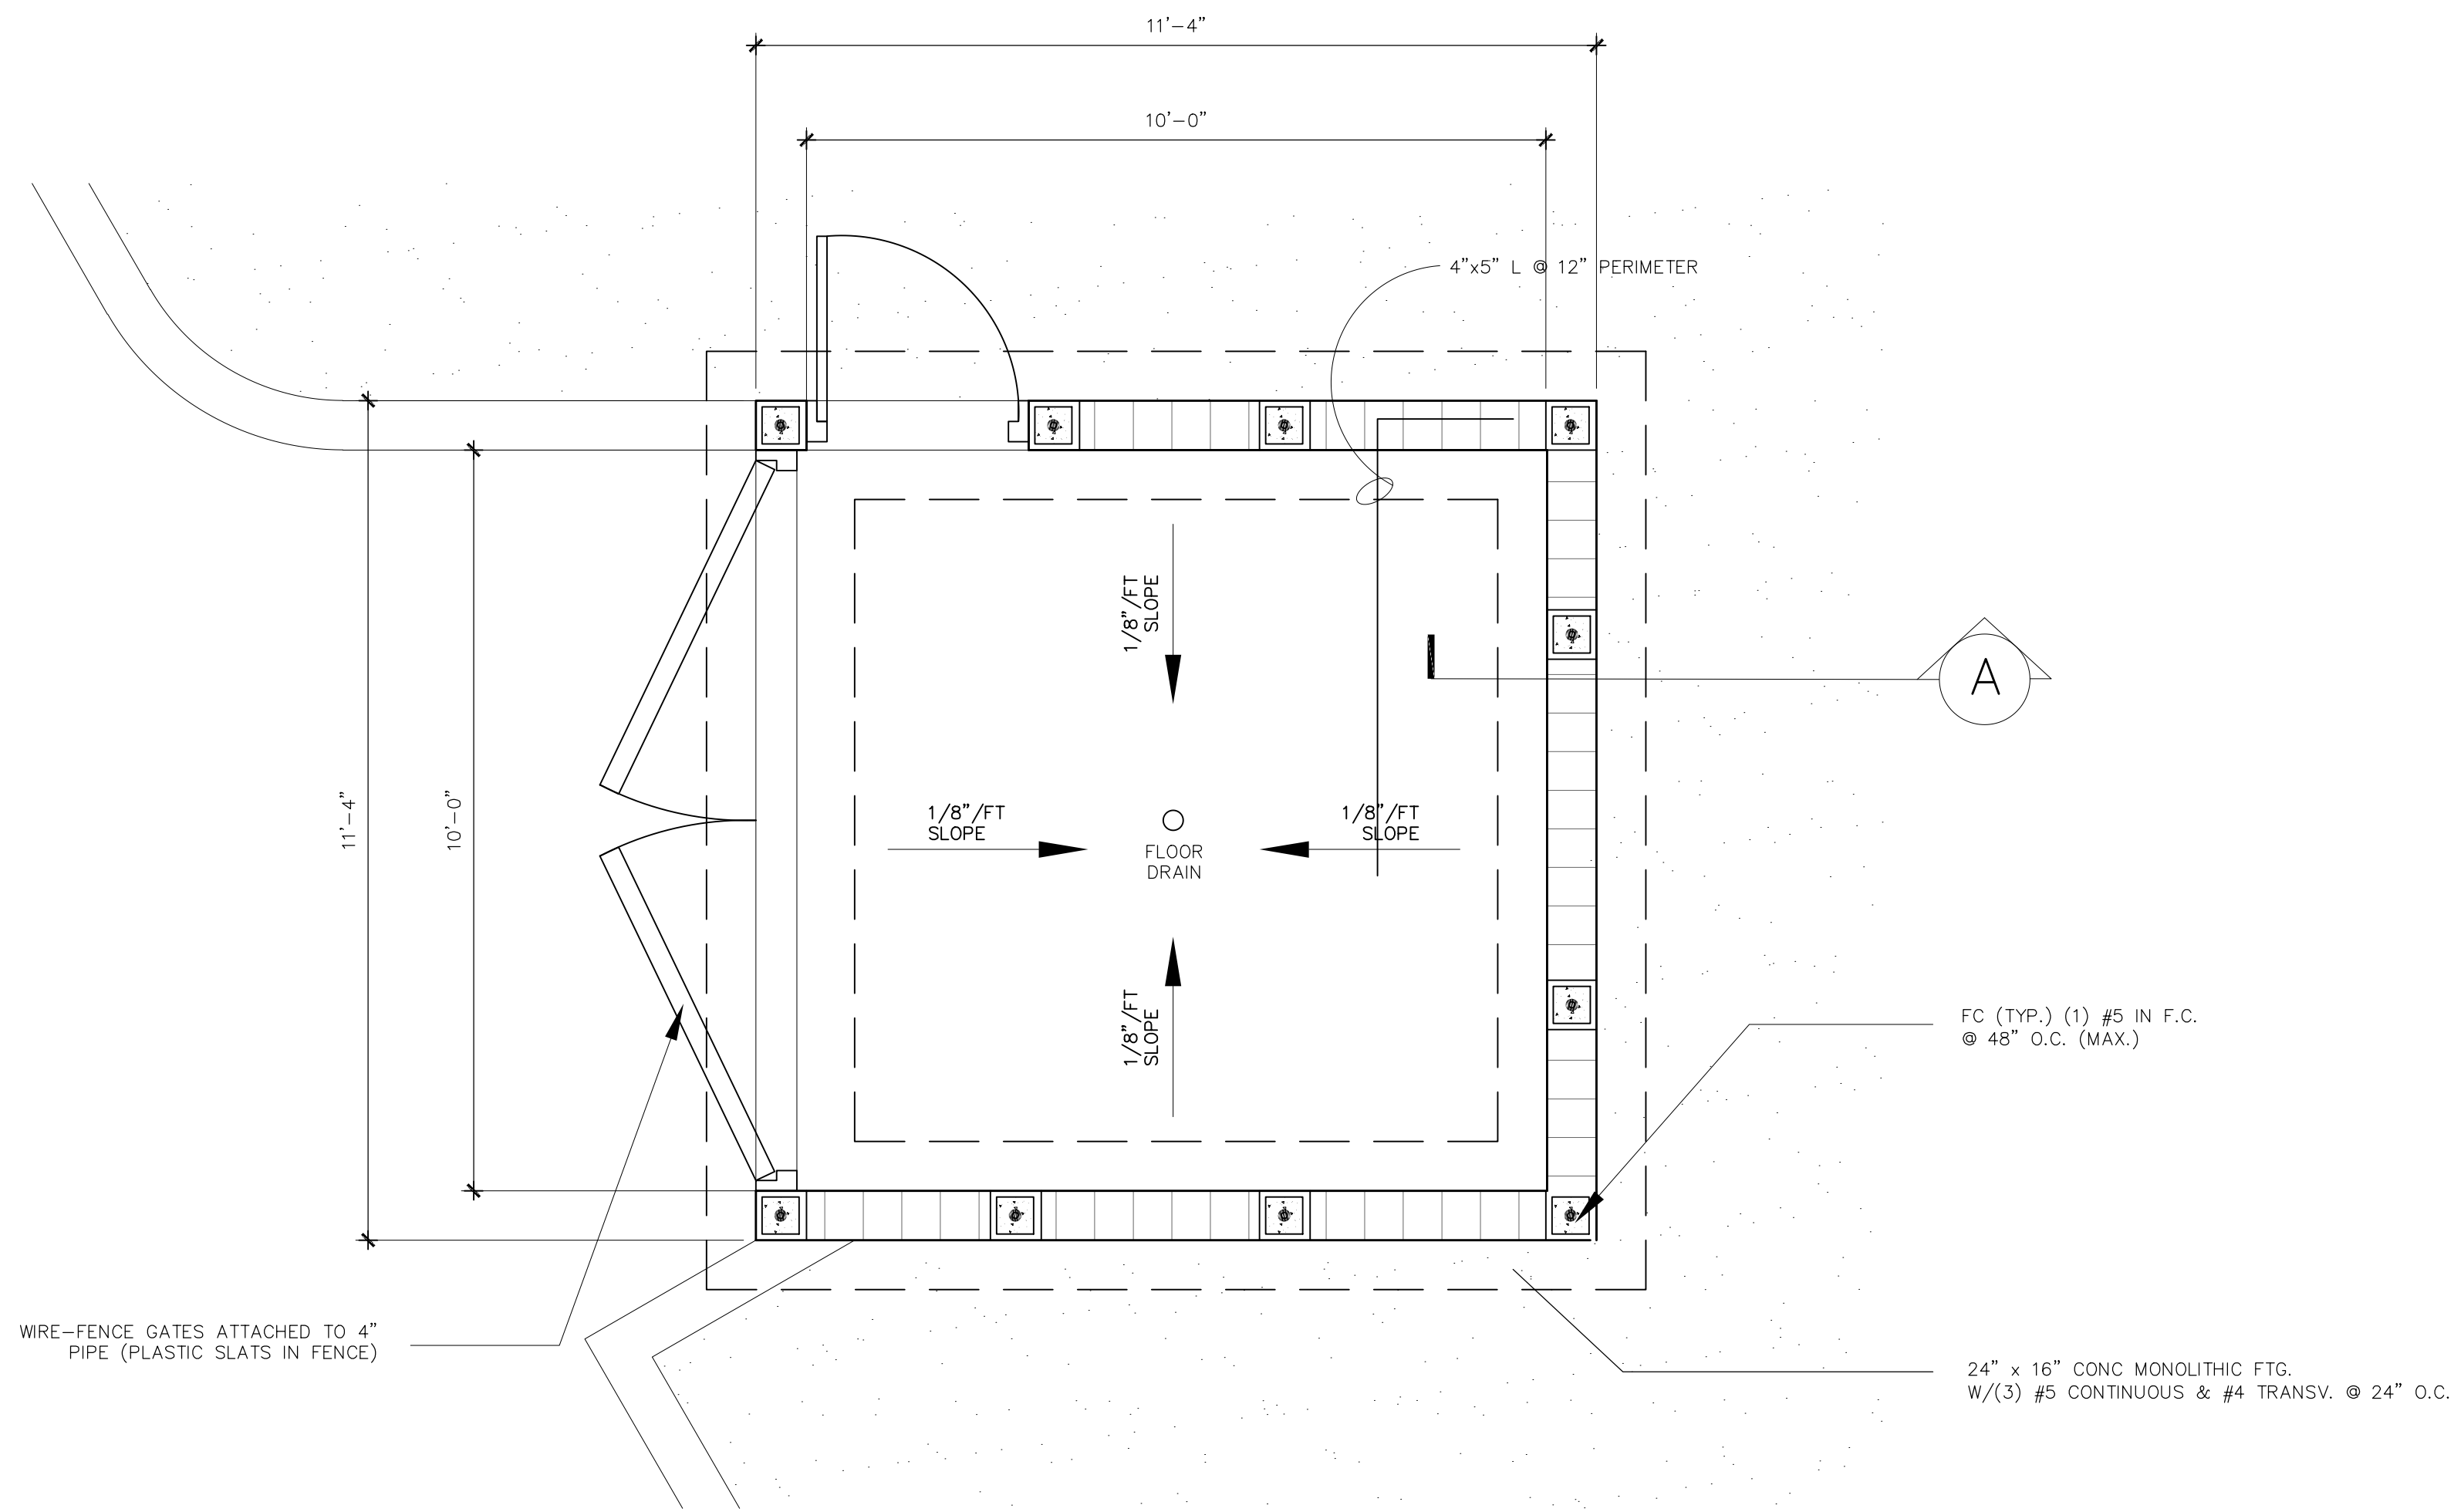 11'-4"
10'-0"
4"x5" L @ 12" PERIMETER
1/8"/FT
SLOPE
A
11'-4"
10'-0"
1/8"/FT
SLOPE
1/8"/FT
SLOPE
FLOOR
DRAIN
1/8"/FT
SLOPE
FC (TYP.) (1) #5 IN F.C.
@ 48" O.C. (MAX.)
WIRE-FENCE GATES ATTACHED TO 4"
PIPE (PLASTIC SLATS IN FENCE)
24" x 16" CONC MONOLITHIC FTG.
W/(3) #5 CONTINUOUS & #4 TRANSV. @ 24" O.C.